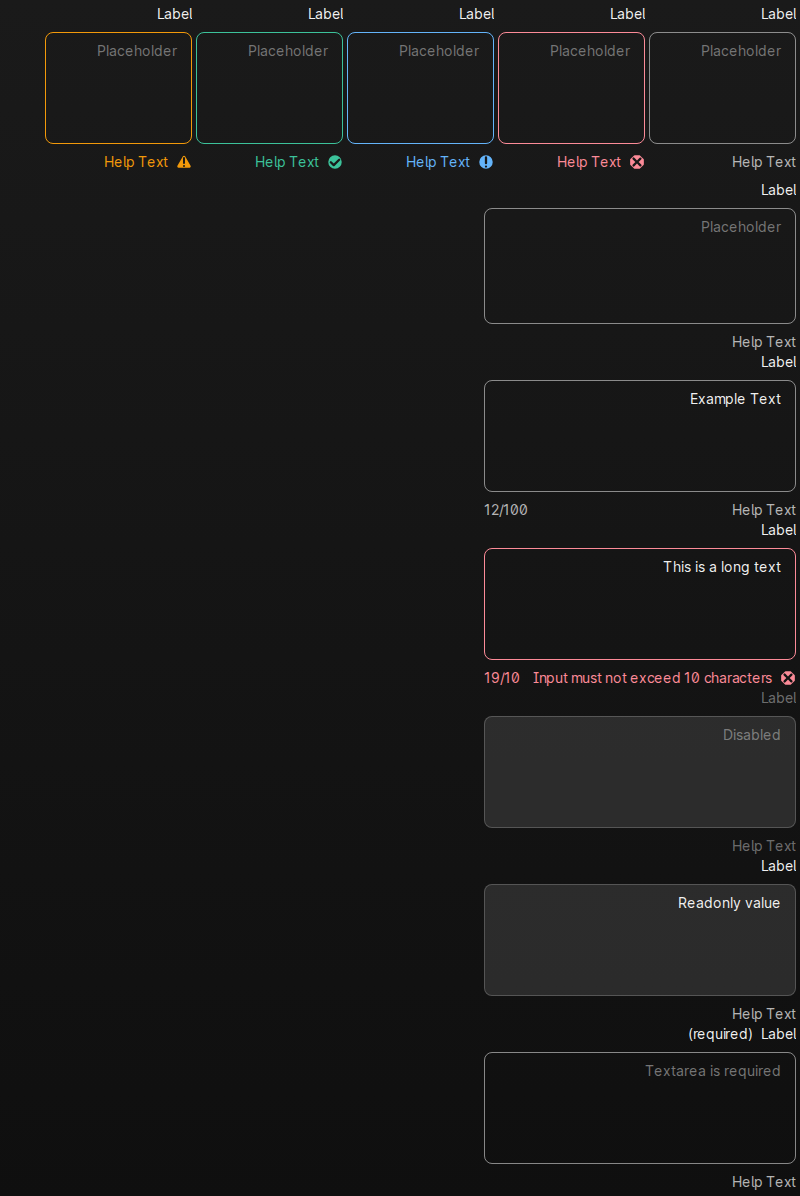 Label Label Label Label Label
Placeholder Placeholder Placeholder Placeholder Placeholder
Help Text Help Text Help Text Help Text Help Text
Label
Placeholder
Help Text
Label
Example Text
12/100 Help Text
Label
This is a long text
19/10 Input must not exceed 10 characters
Label
Disabled
Help Text
Label
Readonly value
Help Text
(required) Label
Textarea is required
Help Text